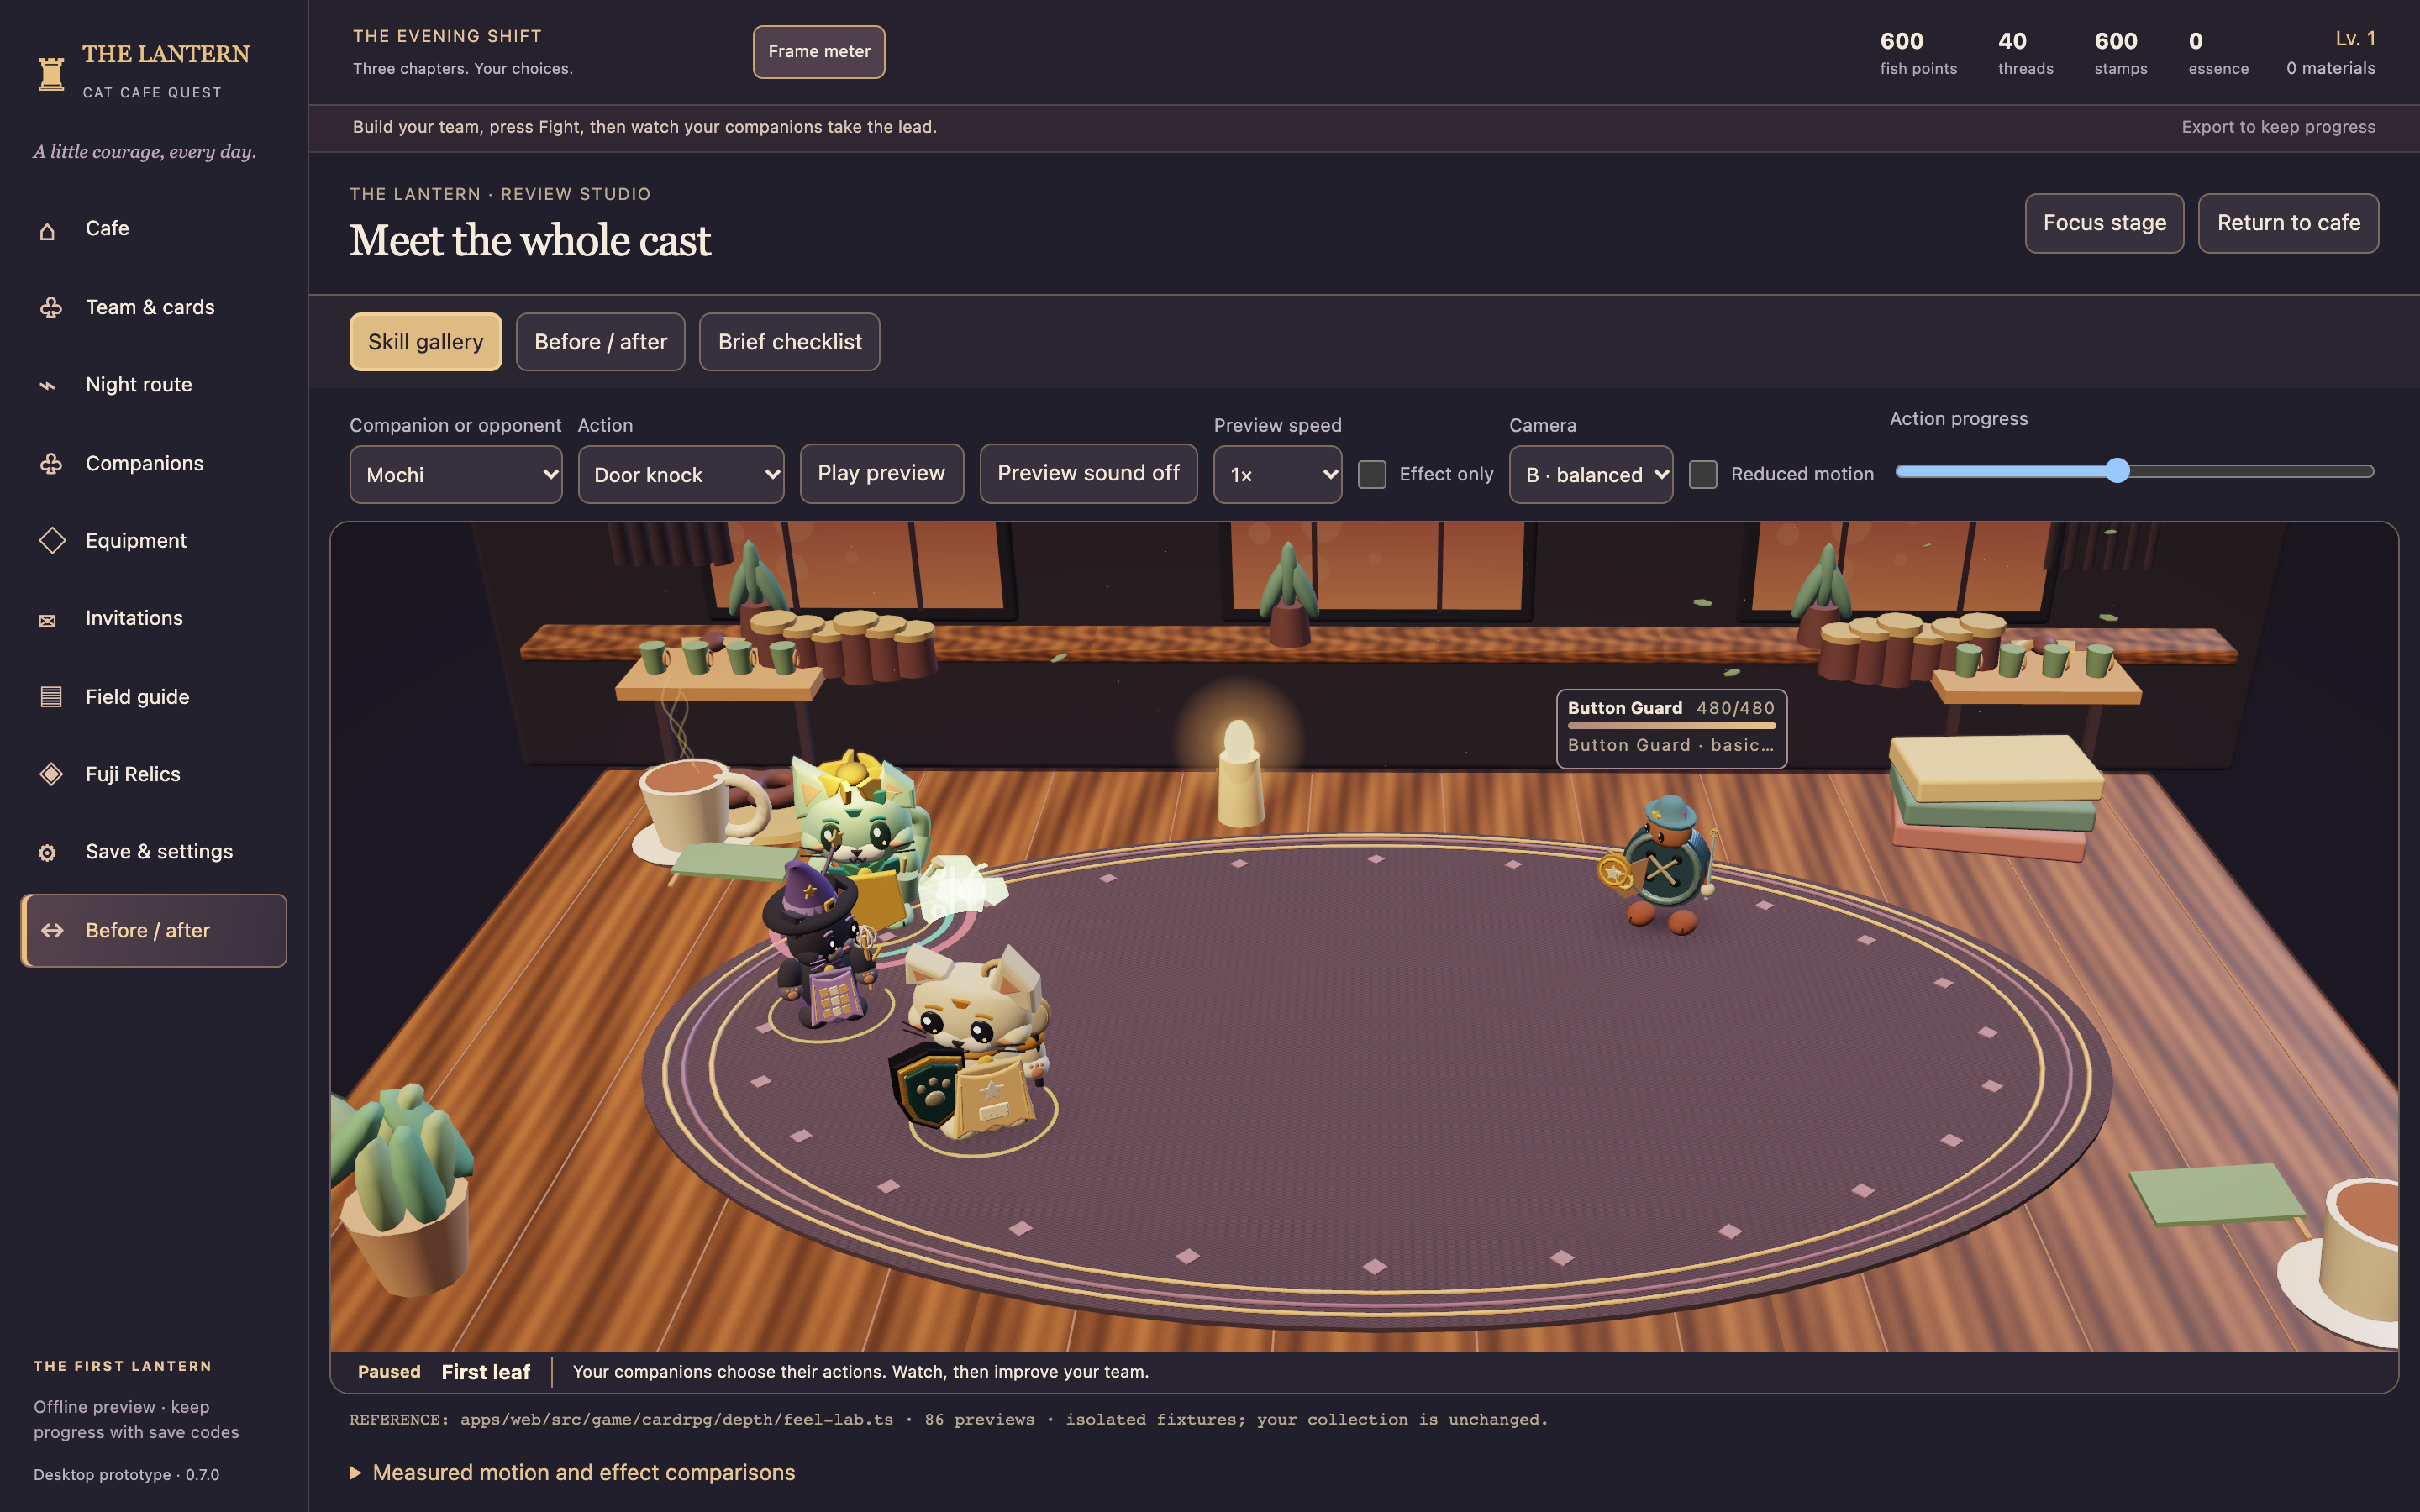 THE LANTERN
CAT CAFE QUEST
A little courage, every day.
Cafe
Team & cards
Night route
Companions
Equipment
Invitations
Field guide
Fuji Relics
Save & settings
Before / after
THE FIRST LANTERN
Offline preview · keep
progress with save codes
Desktop prototype · 0.7.0
THE EVENING SHIFT
Three chapters. Your choices.
Frame meter
600 fish points
40 threads
600 stamps
0 essence
Lv. 1
0 materials
Build your team, press Fight, then watch your companions take the lead.
Export to keep progress
THE LANTERN · REVIEW STUDIO
Meet the whole cast
Focus stage
Return to cafe
Skill gallery
Before / after
Brief checklist
Companion or opponent
Mochi
Action
Door knock
Play preview
Preview sound off
Preview speed
1×
Effect only
Camera
B · balanced
Reduced motion
Action progress
Button Guard 480/480
Button Guard · basic…
Paused First leaf Your companions choose their actions. Watch, then improve your team.
REFERENCE: apps/web/src/game/cardrpg/depth/feel-lab.ts · 86 previews · isolated fixtures; your collection is unchanged.
Measured motion and effect comparisons